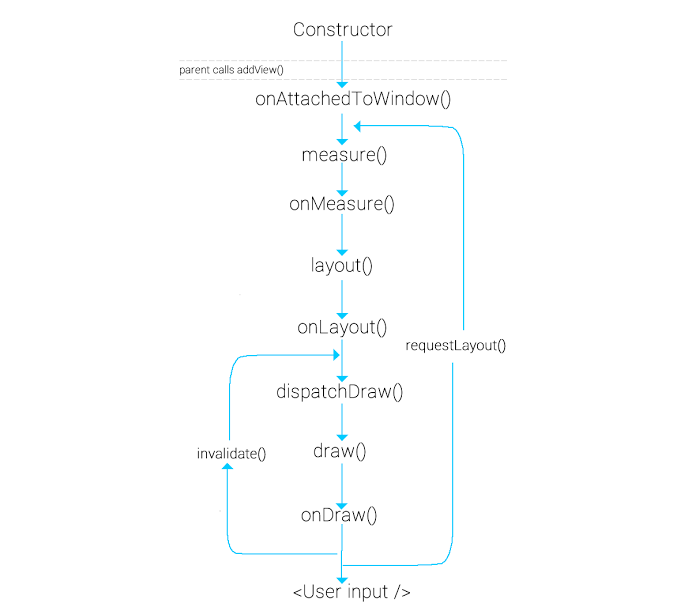 Constructor
parent calls addView()
onAttachedToWindow()
measure()
onMeasure()
layout()
onLayout()
requestLayout()
dispatchDraw()
draw()
invalidate()
onDraw()
<User input />